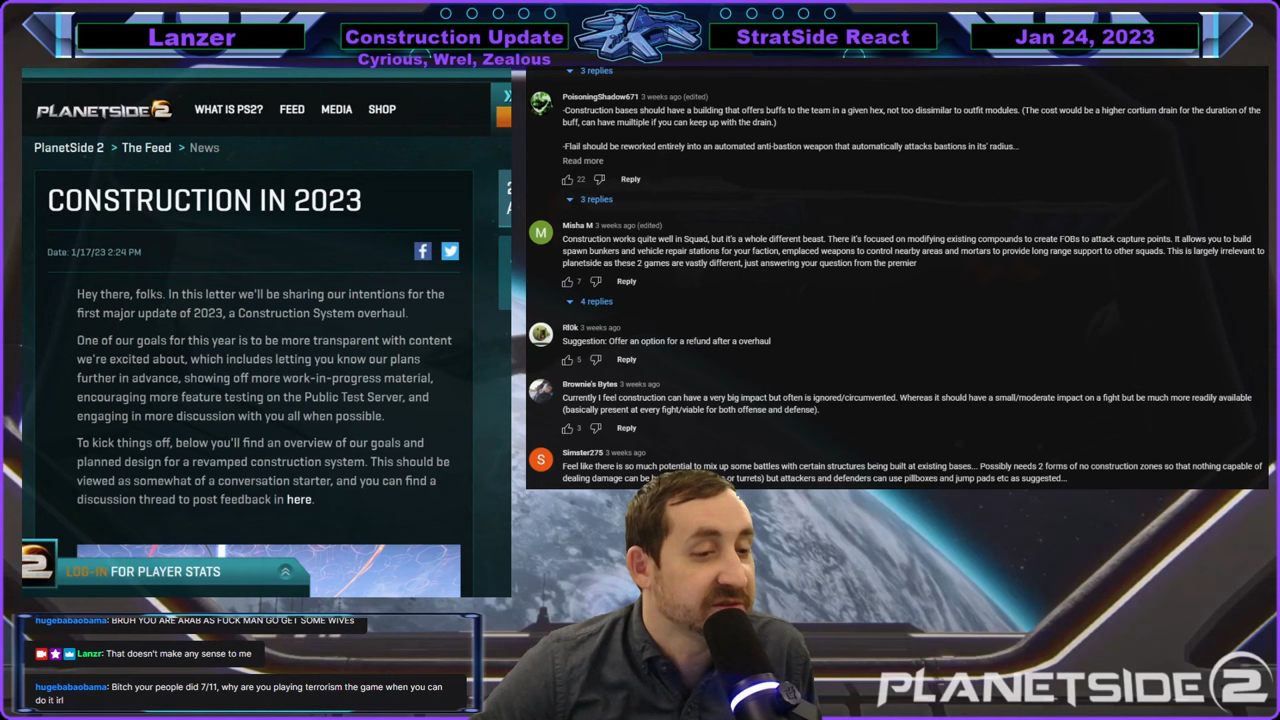 Lanzer
Construction Update
StratSide React
Jan 24, 2023
Cyrious, Wrel, Zealous
PLANETSIDE 2
WHAT IS PS2?
FEED
MEDIA
SHOP
PlanetSide 2 > The Feed > News
CONSTRUCTION IN 2023
Date: 1/17/23 2:24 PM
Hey there, folks. In this letter we'll be sharing our intentions for the
first major update of 2023, a Construction System overhaul.
One of our goals for this year is to be more transparent with content
we're excited about, which includes letting you know our plans
further in advance, showing off more work-in-progress material,
encouraging more feature testing on the Public Test Server, and
engaging in more discussion with you all when possible.
To kick things off, below you'll find an overview of our goals and
planned design for a revamped construction system. This should be
viewed as somewhat of a conversation starter, and you can find a
discussion thread to post feedback in here.
2
LOG-IN FOR PLAYER STATS
3 replies
PoisoningShadow671 3 weeks ago (edited)
-Construction bases should have a building that offers buffs to the team in a given hex, not too dissimilar to outfit modules. (The cost would be a higher cortium drain for the duration of the
buff, can have muiltiple if you can keep up with the drain.)
-Flail should be reworked entirely into an automated anti-bastion weapon that automatically attacks bastions in its' radius...
Read more
22
Reply
3 replies
M
Misha M 3 weeks ago (edited)
Construction works quite well in Squad, but it's a whole different beast. There it's focused on modifying existing compounds to create FOBs to attack capture points. It allows you to build
spawn bunkers and vehicle repair stations for your faction, emplaced weapons to control nearby areas and mortars to provide long range support to other squads. This is largely irrelevant to
planetside as these 2 games are vastly different, just answering your question from the premier
7
Reply
4 replies
Rl0k 3 weeks ago
Suggestion: Offer an option for a refund after a overhaul
5
Reply
Brownie's Bytes 3 weeks ago
Currently I feel construction can have a very big impact but often is ignored/circumvented. Whereas it should have a small/moderate impact on a fight but be much more readily available
(basically present at every fight/viable for both offense and defense).
3
Reply
S
Simster275 3 weeks ago
Feel like there is so much potential to mix up some battles with certain structures being built at existing bases... Possibly needs 2 forms of no construction zones so that nothing capable of
dealing damage can be or turrets) but attackers and defenders can use pillboxes and jump pads etc as suggested...
hugebabaobama: BRUH YOU ARE ARAB AS FUCK MAN GO GET SOME WIVES
Lanzr: That doesn't make any sense to me
hugebabaobama: Bitch your people did 7/11, why are you playing terrorism the game when you can
do it irl
PLANETSIDE 2